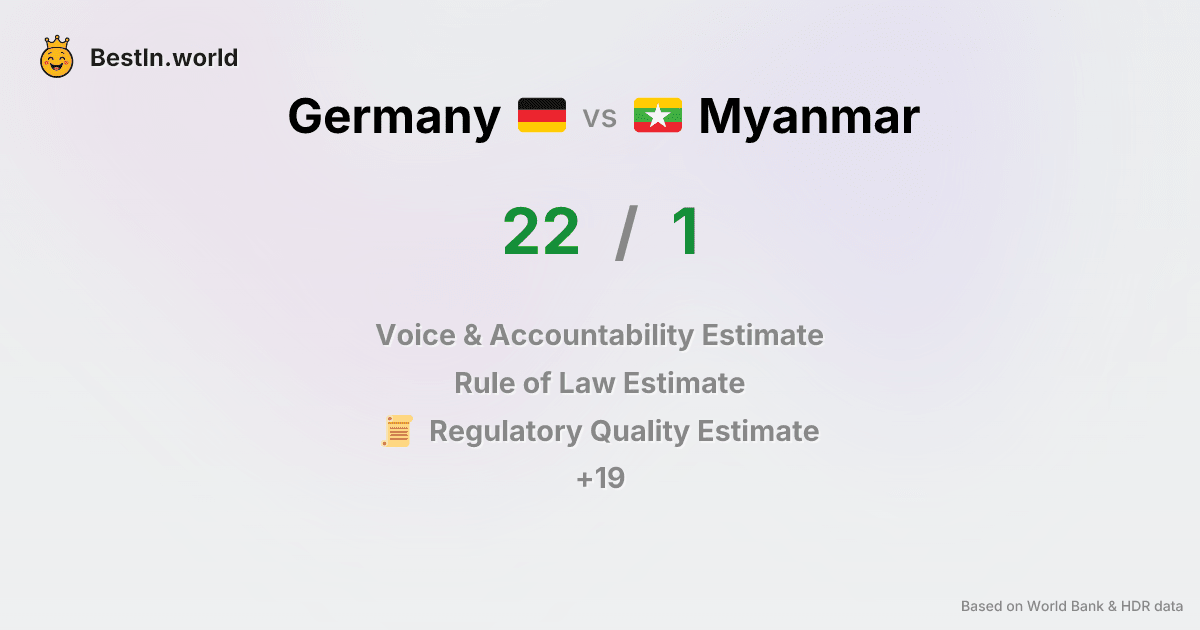 BestIn.world
Germany vs Myanmar
22 / 1
Voice & Accountability Estimate
Rule of Law Estimate
Regulatory Quality Estimate
+19
Based on World Bank & HDR data